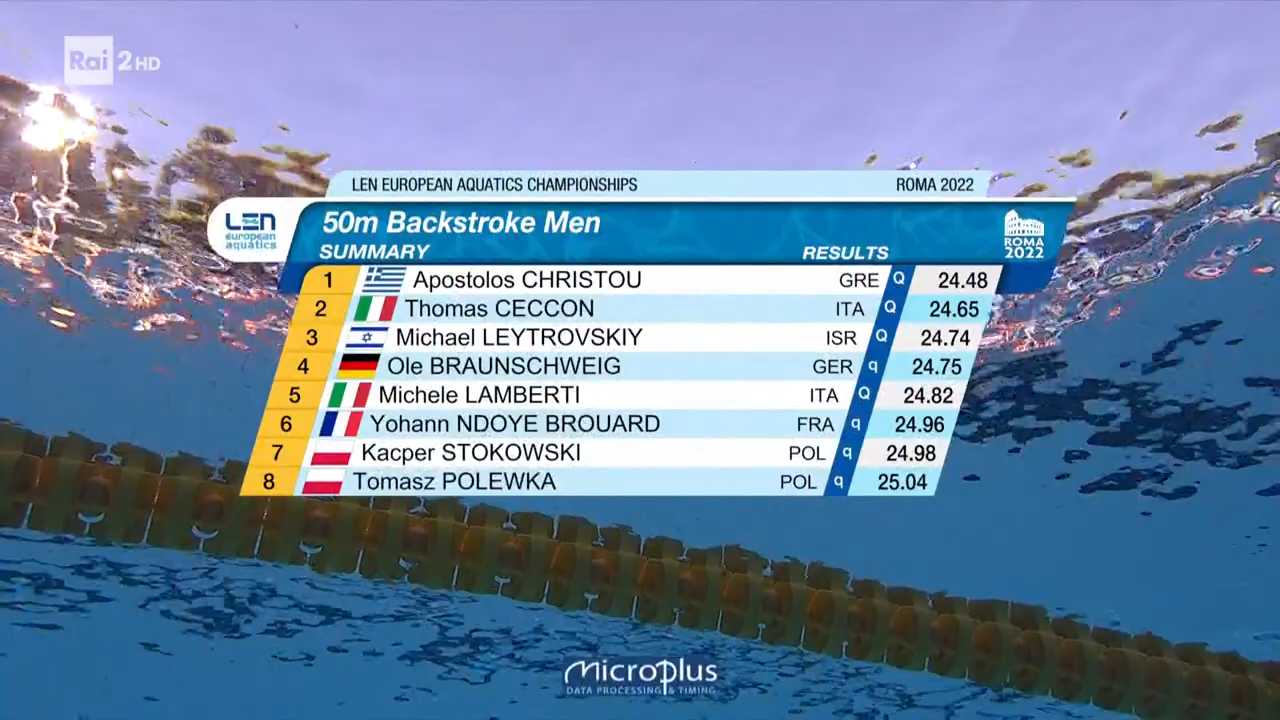 Rai 2HD
LEN EUROPEAN AQUATICS CHAMPIONSHIPS ROMA 2022
LEN european aquatics
50m Backstroke Men
SUMMARY RESULTS
ROMA 2022
1 Apostolos CHRISTOU GRE Q 24.48
2 Thomas CECCON ITA Q 24.65
3 Michael LEYTROVSKIY ISR Q 24.74
4 Ole BRAUNSCHWEIG GER q 24.75
5 Michele LAMBERTI ITA Q 24.82
6 Yohann NDOYE BROUARD FRA q 24.96
7 Kacper STOKOWSKI POL q 24.98
8 Tomasz POLEWKA POL q 25.04
Microplus
DATA PROCESSING & TIMING